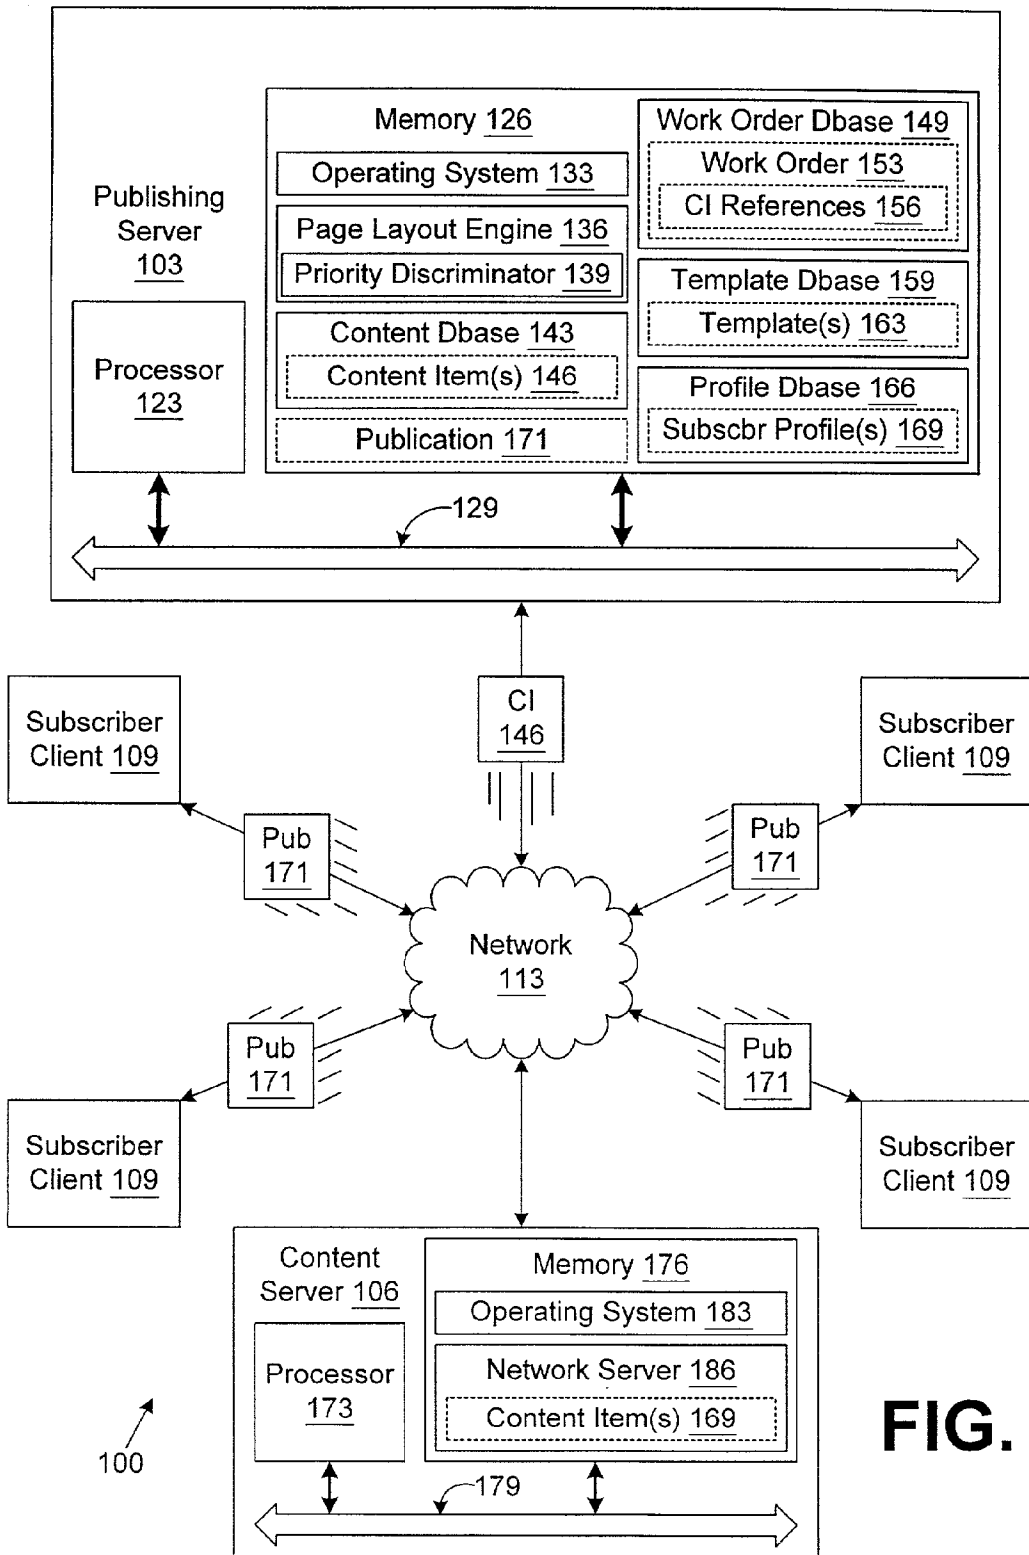 Publishing
Server
103
Processor
123
Memory 126
Operating System 133
Page Layout Engine 136
Priority Discriminator 139
Content Dbase 143
Content Item(s) 146
Publication 171
Work Order Dbase 149
Work Order 153
CI References 156
Template Dbase 159
Template(s) 163
Profile Dbase 166
Subscbr Profile(s) 169
129
Subscriber
Client 109
CI
146
Subscriber
Client 109
Pub
171
Pub
171
Network
113
Pub
171
Pub
171
Subscriber
Client 109
Subscriber
Client 109
Content
Server 106
Processor
173
Memory 176
Operating System 183
Network Server 186
Content Item(s) 169
179
100
FIG.